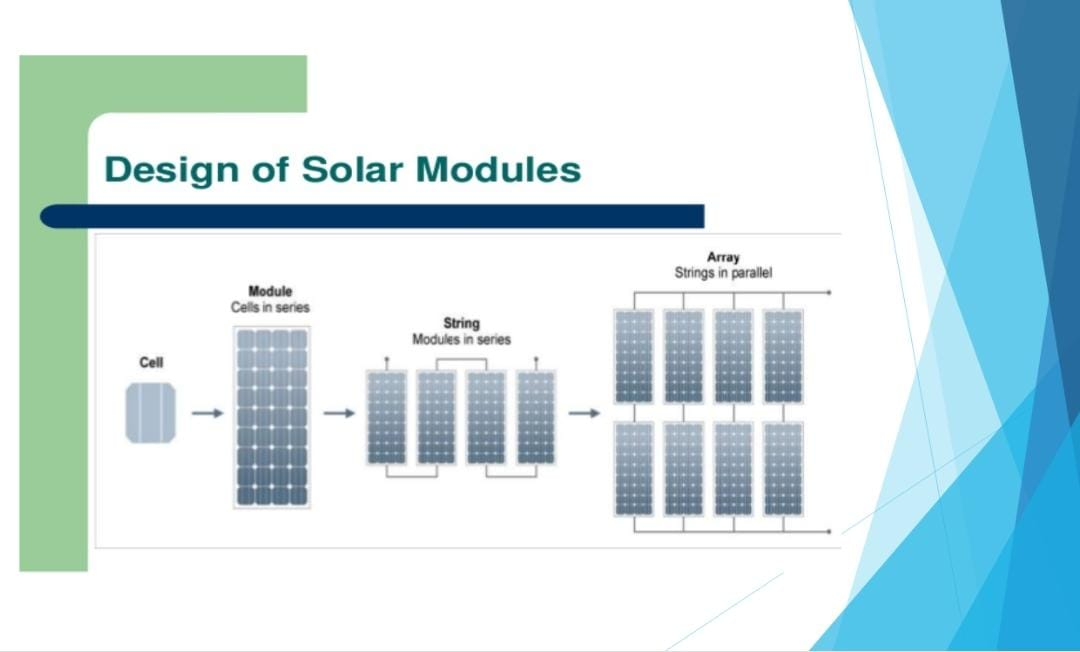 Design of Solar Modules
Cell
Module
Cells in series
String
Modules in series
Array
Strings in parallel